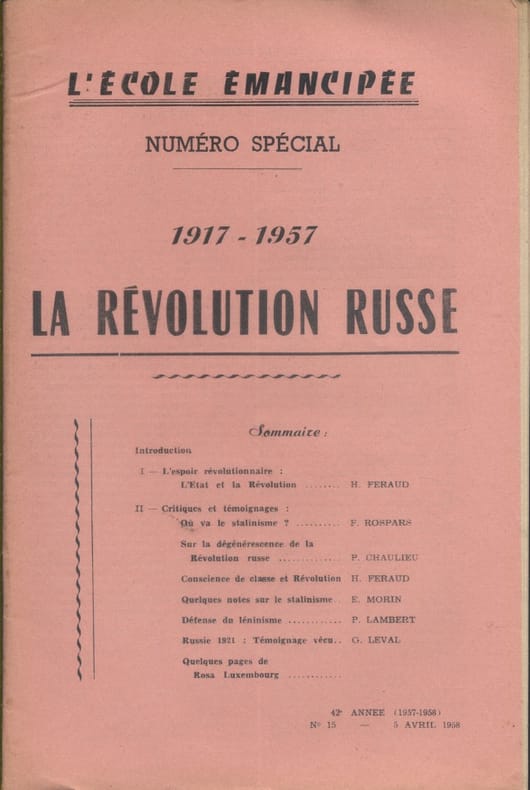 L'ÉCOLE ÉMANCIPÉE
NUMÉRO SPÉCIAL
1917 - 1957
LA RÉVOLUTION RUSSE
Sommaire :
Introduction
I — L'espoir révolutionnaire :
L'Etat et la Révolution ........ H. FERAUD
II — Critiques et témoignages :
Où va le stalinisme ? .......... F. ROSPARS
Sur la dégénérescence de la
Révolution russe .............. P. CHAULIEU
Conscience de classe et Révolution H. FERAUD
Quelques notes sur le stalinisme.. E. MORIN
Défense du léninisme ............ P. LAMBERT
Russie 1921 : Témoignage vécu.. G. LEVAL
Quelques pages de
Rosa Luxembourg ............
42e ANNEE (1957-1958)
N° 15 — 5 AVRIL 1958